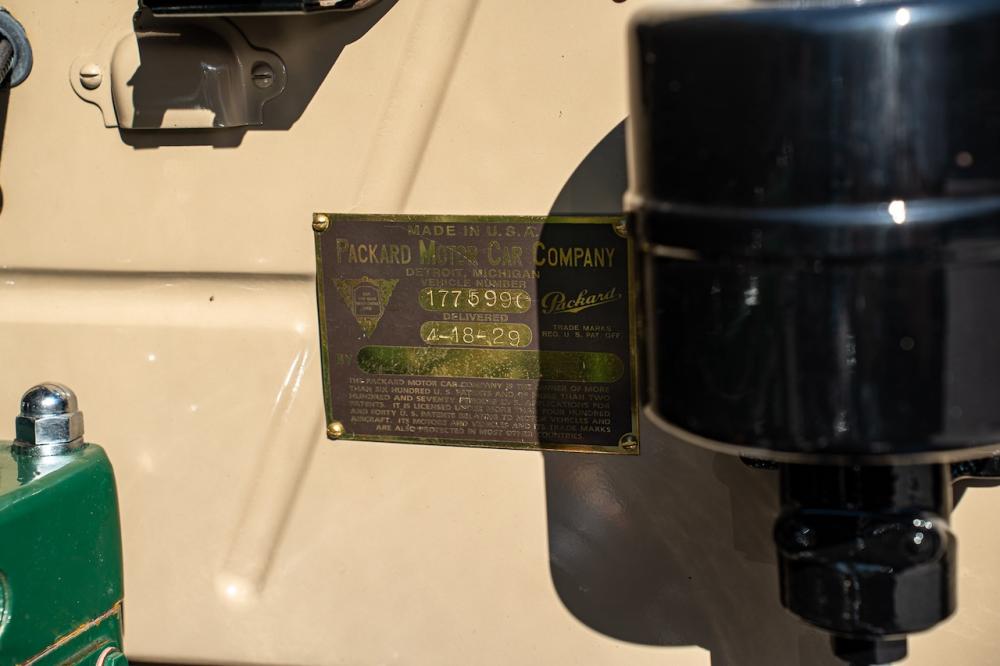 MADE IN U.S.A.
PACKARD MOTOR CAR COMPANY
DETROIT, MICHIGAN
VEHICLE NUMBER
Packard
DELIVERED
4-18-29
TRADE MARKS
REG. U.S. PAT. OFF.
BY
THE PACKARD MOTOR CAR COMPANY IS THE OWNER OF MORE
THAN SIX HUNDRED U.S. PATENTS AND OF MORE THAN TWO
HUNDRED AND SEVENTY APPLICATIONS FOR
PATENTS. IT IS LICENSED UNDER MORE THAN FOUR HUNDRED
AND FORTY U.S. PATENTS RELATING TO MOTOR VEHICLES AND
AIRCRAFT. ITS MOTORS AND VEHICLES AND ITS TRADE MARKS
ARE ALSO PROTECTED IN MOST OTHER COUNTRIES.